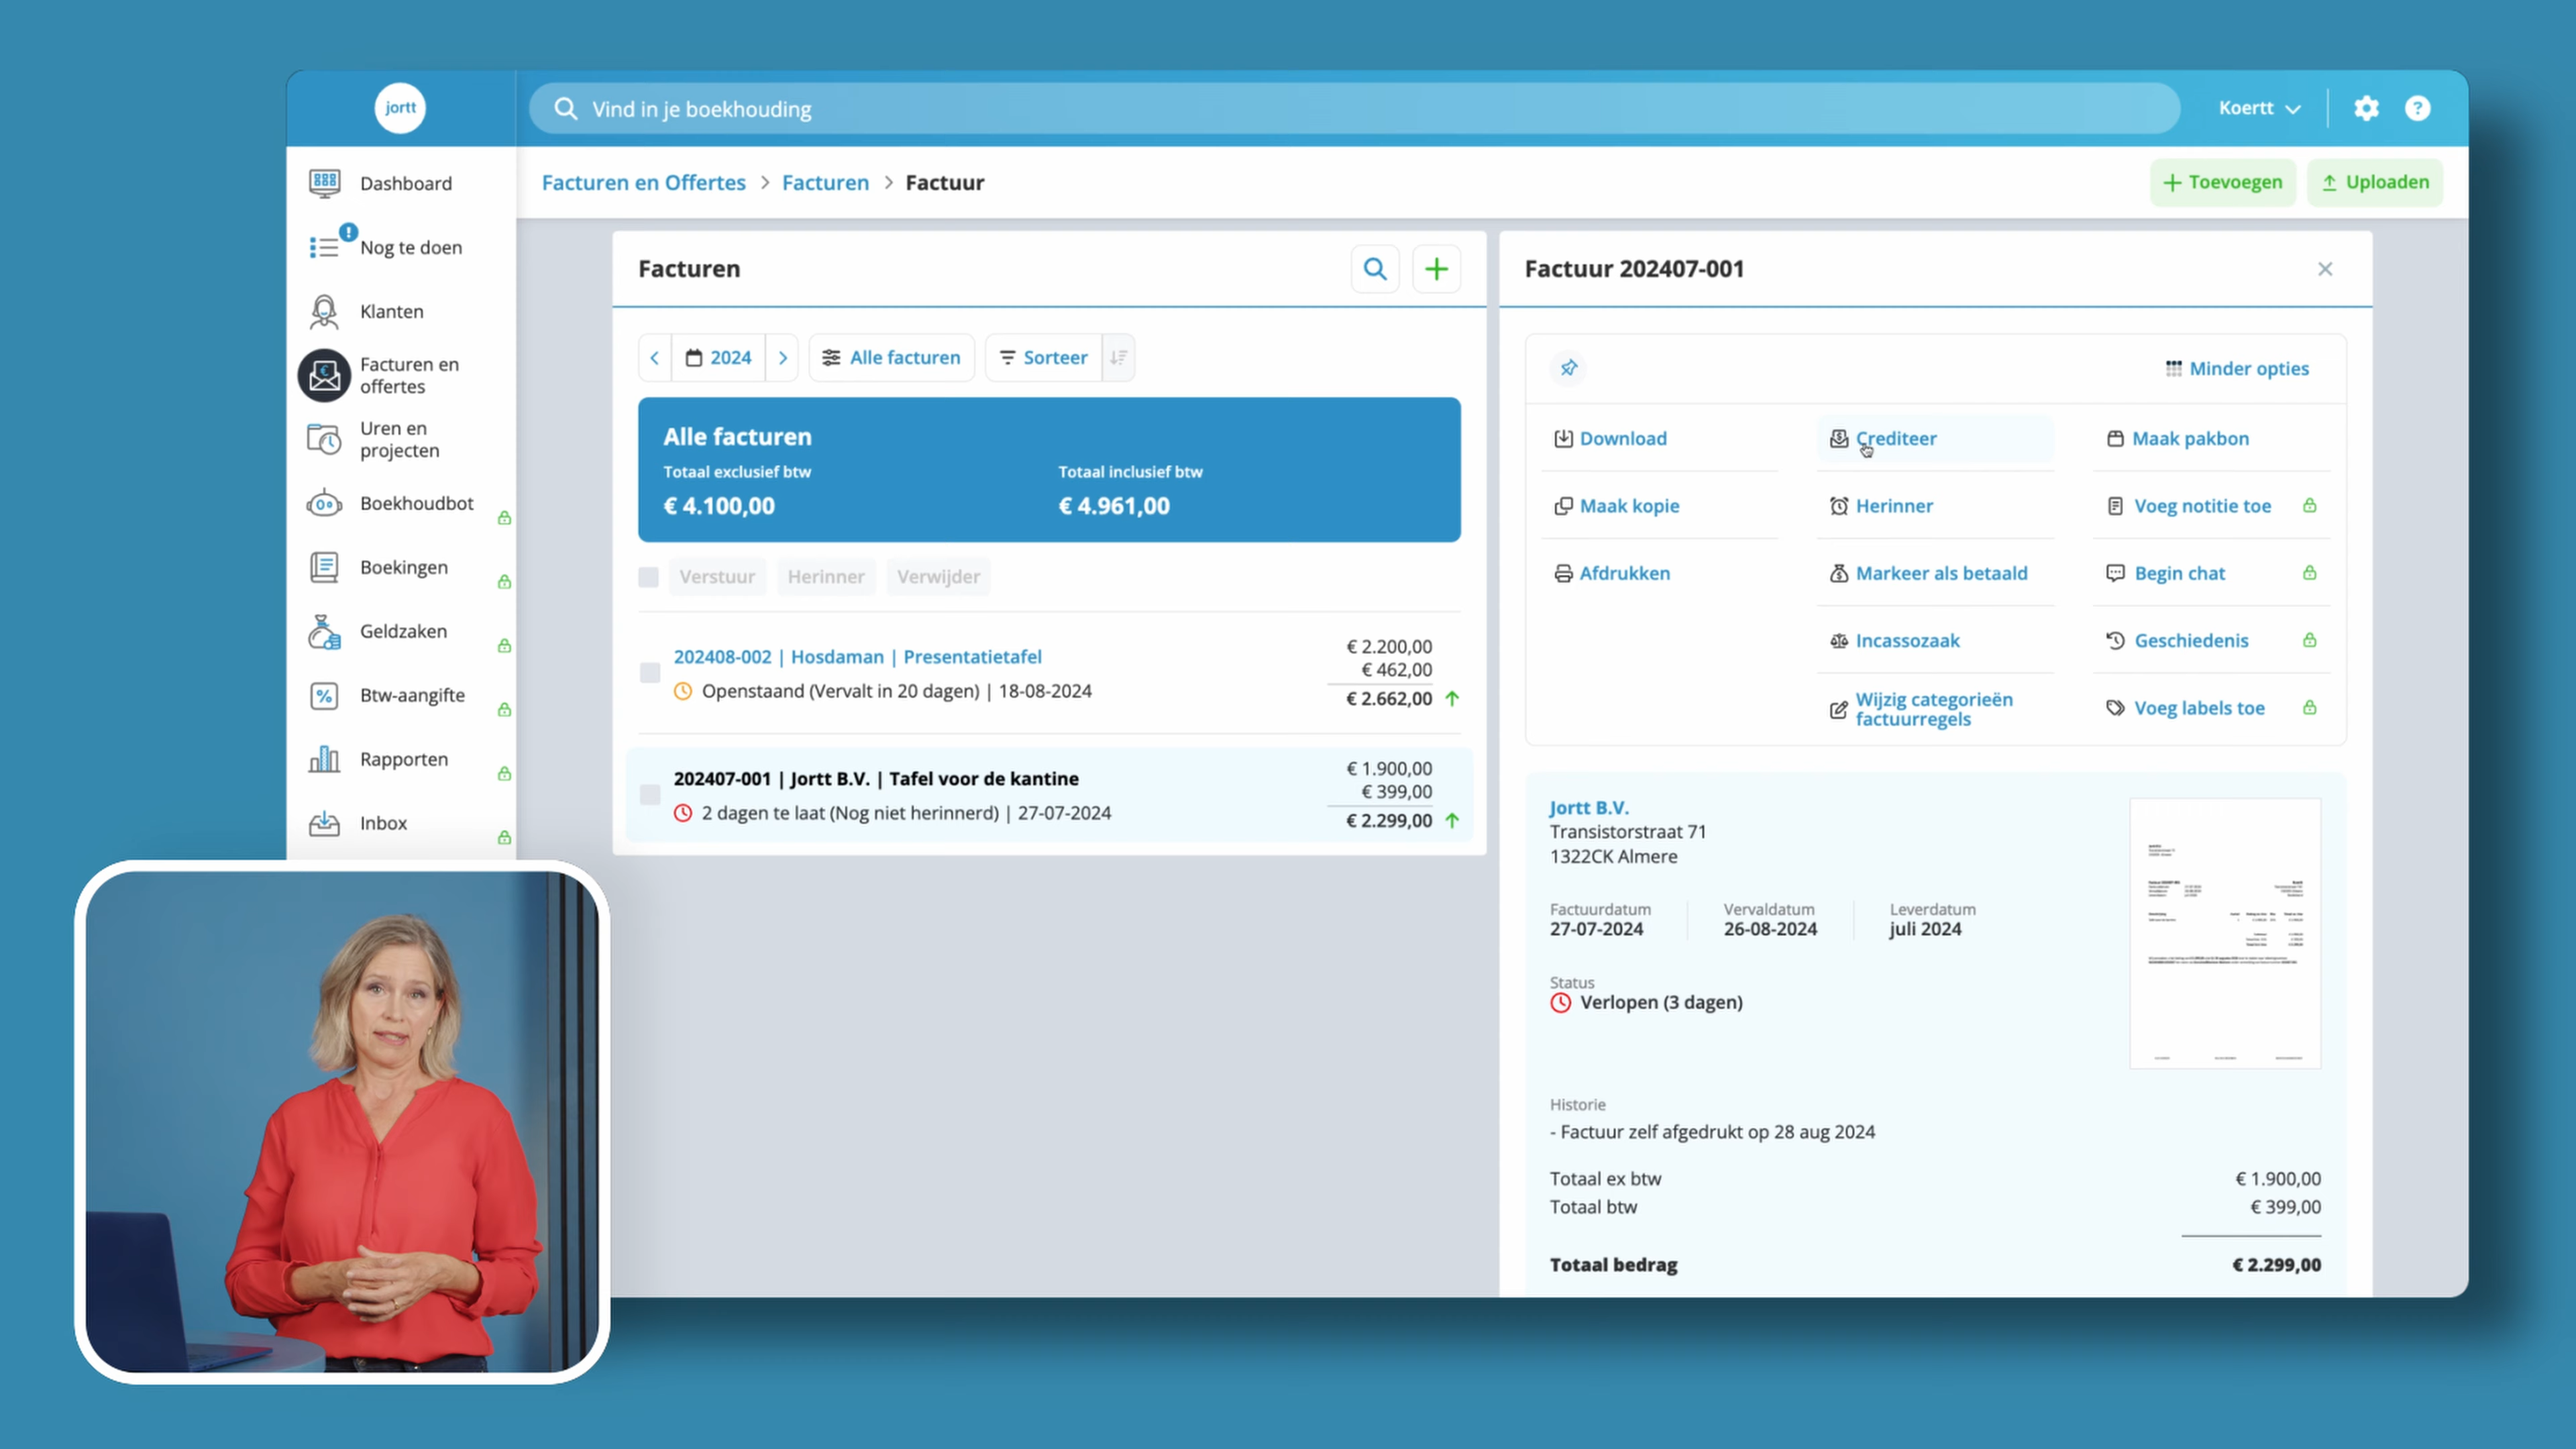 jortt
Vind in je boekhouding
Koertt
Dashboard
Nog te doen
Klanten
Facturen en
offertes
Uren en
projecten
Boekhoudbot
Boekingen
Geldzaken
Btw-aangifte
Rapporten
Inbox
Facturen en Offertes > Facturen > Factuur
+ Toevoegen
Uploaden
Facturen
2024
Alle facturen
Sorteer
Alle facturen
Totaal exclusief btw
€ 4.100,00
Totaal inclusief btw
€ 4.961,00
Verstuur
Herinner
Verwijder
202408-002 | Hosdaman | Presentatietafel
Openstaand (Vervalt in 20 dagen) | 18-08-2024
€ 2.200,00
€ 462,00
€ 2.662,00
202407-001 | Jortt B.V. | Tafel voor de kantine
2 dagen te laat (Nog niet herinnerd) | 27-07-2024
€ 1.900,00
€ 399,00
€ 2.299,00
Factuur 202407-001
Minder opties
Download
Maak kopie
Afdrukken
Crediteer
Herinner
Markeer als betaald
Incassozaak
Wijzig categorieën
factuurregels
Maak pakbon
Voeg notitie toe
Begin chat
Geschiedenis
Voeg labels toe
Jortt B.V.
Transistorstraat 71
1322CK Almere
Factuurdatum
27-07-2024
Vervaldatum
26-08-2024
Leverdatum
juli 2024
Status
Verlopen (3 dagen)
Historie
- Factuur zelf afgedrukt op 28 aug 2024
Totaal ex btw € 1.900,00
Totaal btw € 399,00
Totaal bedrag € 2.299,00